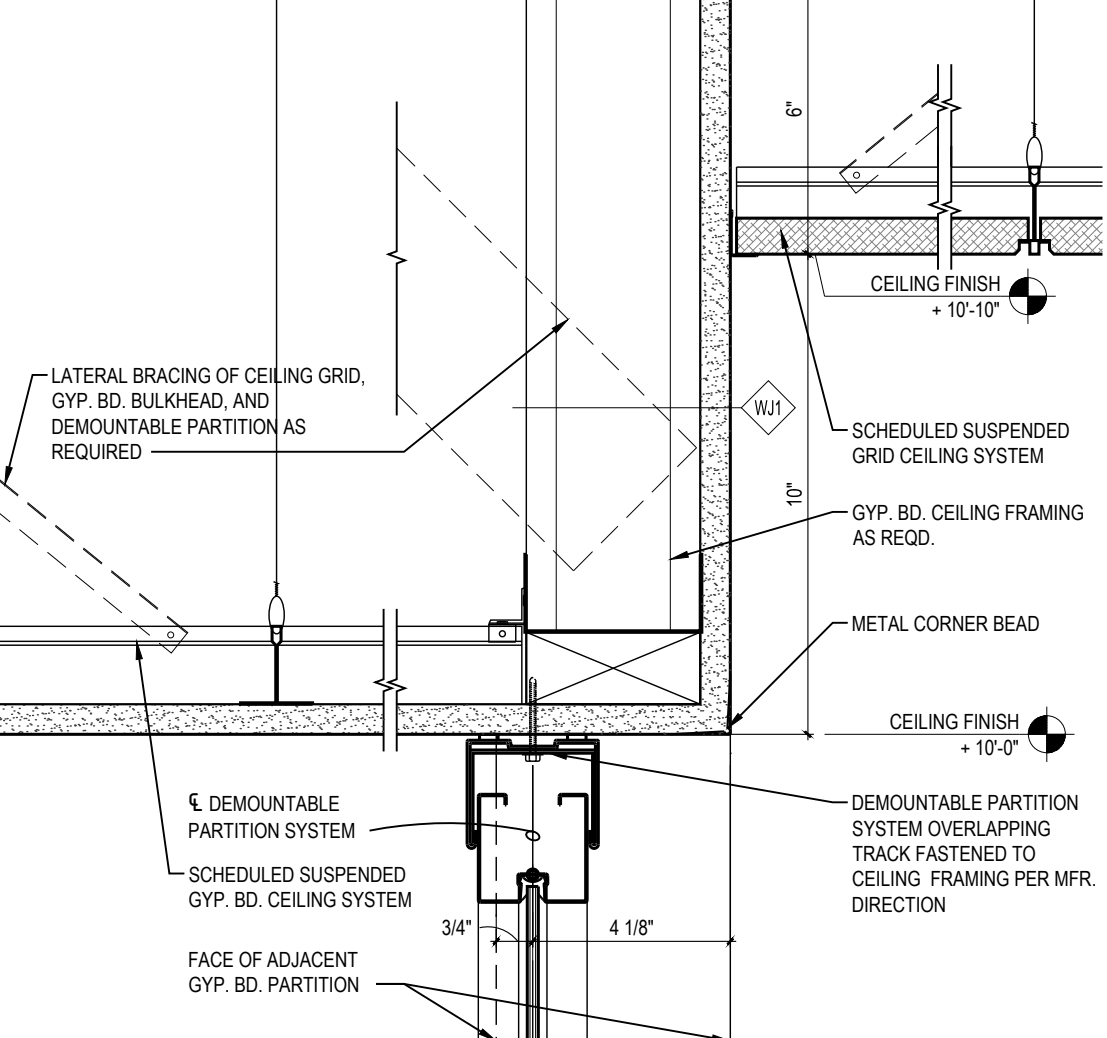 6"
CEILING FINISH
+ 10'-10"
LATERAL BRACING OF CEILING GRID,
GYP. BD. BULKHEAD, AND
DEMOUNTABLE PARTITION AS
REQUIRED
WJ1
SCHEDULED SUSPENDED
GRID CEILING SYSTEM
10"
GYP. BD. CEILING FRAMING
AS REQD.
METAL CORNER BEAD
CEILING FINISH
+ 10'-0"
℄ DEMOUNTABLE
PARTITION SYSTEM
DEMOUNTABLE PARTITION
SYSTEM OVERLAPPING
TRACK FASTENED TO
CEILING FRAMING PER MFR.
DIRECTION
SCHEDULED SUSPENDED
GYP. BD. CEILING SYSTEM
3/4"
4 1/8"
FACE OF ADJACENT
GYP. BD. PARTITION